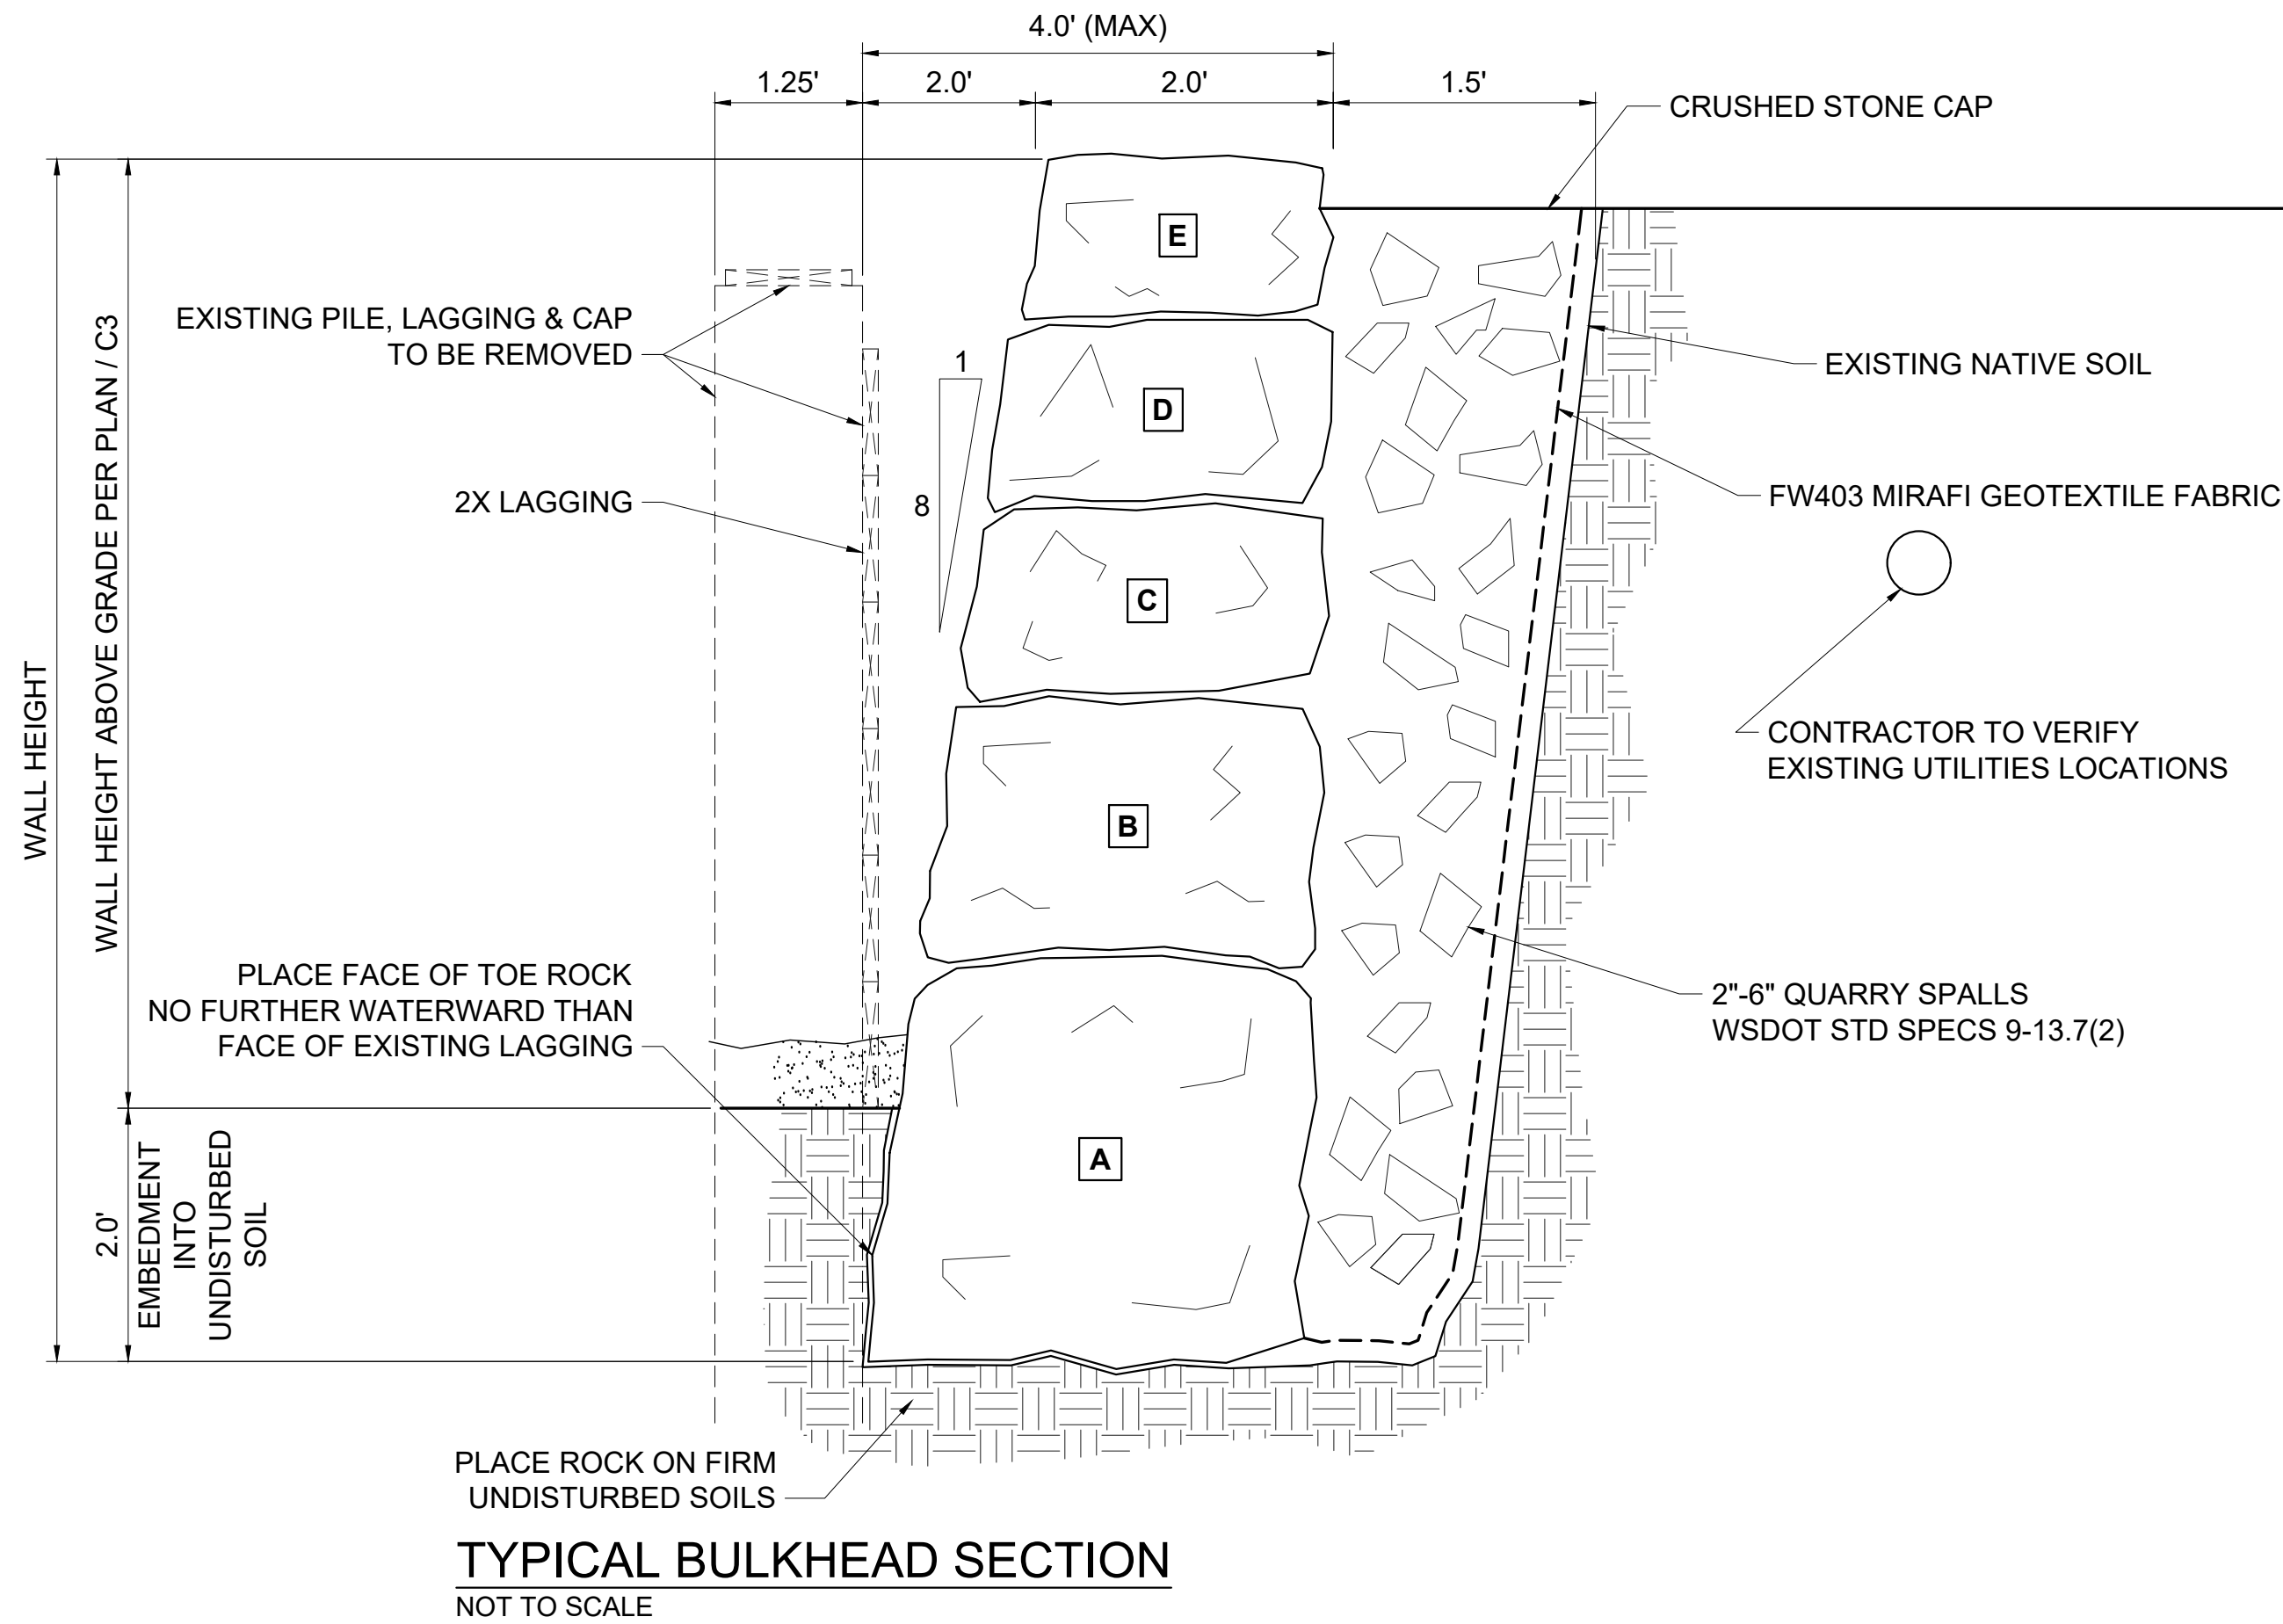 4.0' (MAX)
1.25'
2.0'
2.0'
1.5'
CRUSHED STONE CAP
E
EXISTING PILE, LAGGING & CAP
TO BE REMOVED
1
8
EXISTING NATIVE SOIL
D
2X LAGGING
FW403 MIRAFI GEOTEXTILE FABRIC
C
WALL HEIGHT
WALL HEIGHT ABOVE GRADE PER PLAN / C3
CONTRACTOR TO VERIFY
EXISTING UTILITIES LOCATIONS
B
PLACE FACE OF TOE ROCK
NO FURTHER WATERWARD THAN
FACE OF EXISTING LAGGING
2"-6" QUARRY SPALLS
WSDOT STD SPECS 9-13.7(2)
A
2.0'
EMBEDMENT
INTO
UNDISTURBED
SOIL
PLACE ROCK ON FIRM
UNDISTURBED SOILS
TYPICAL BULKHEAD SECTION
NOT TO SCALE